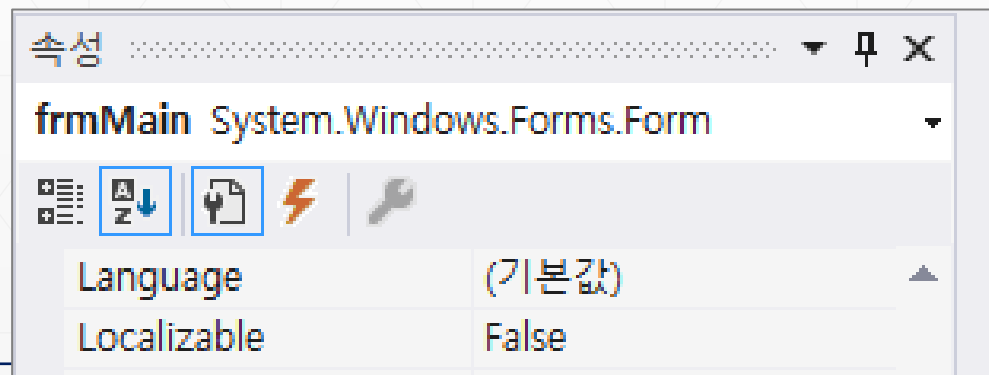 속성
frmMain System.Windows.Forms.Form
Language (기본값)
Localizable False